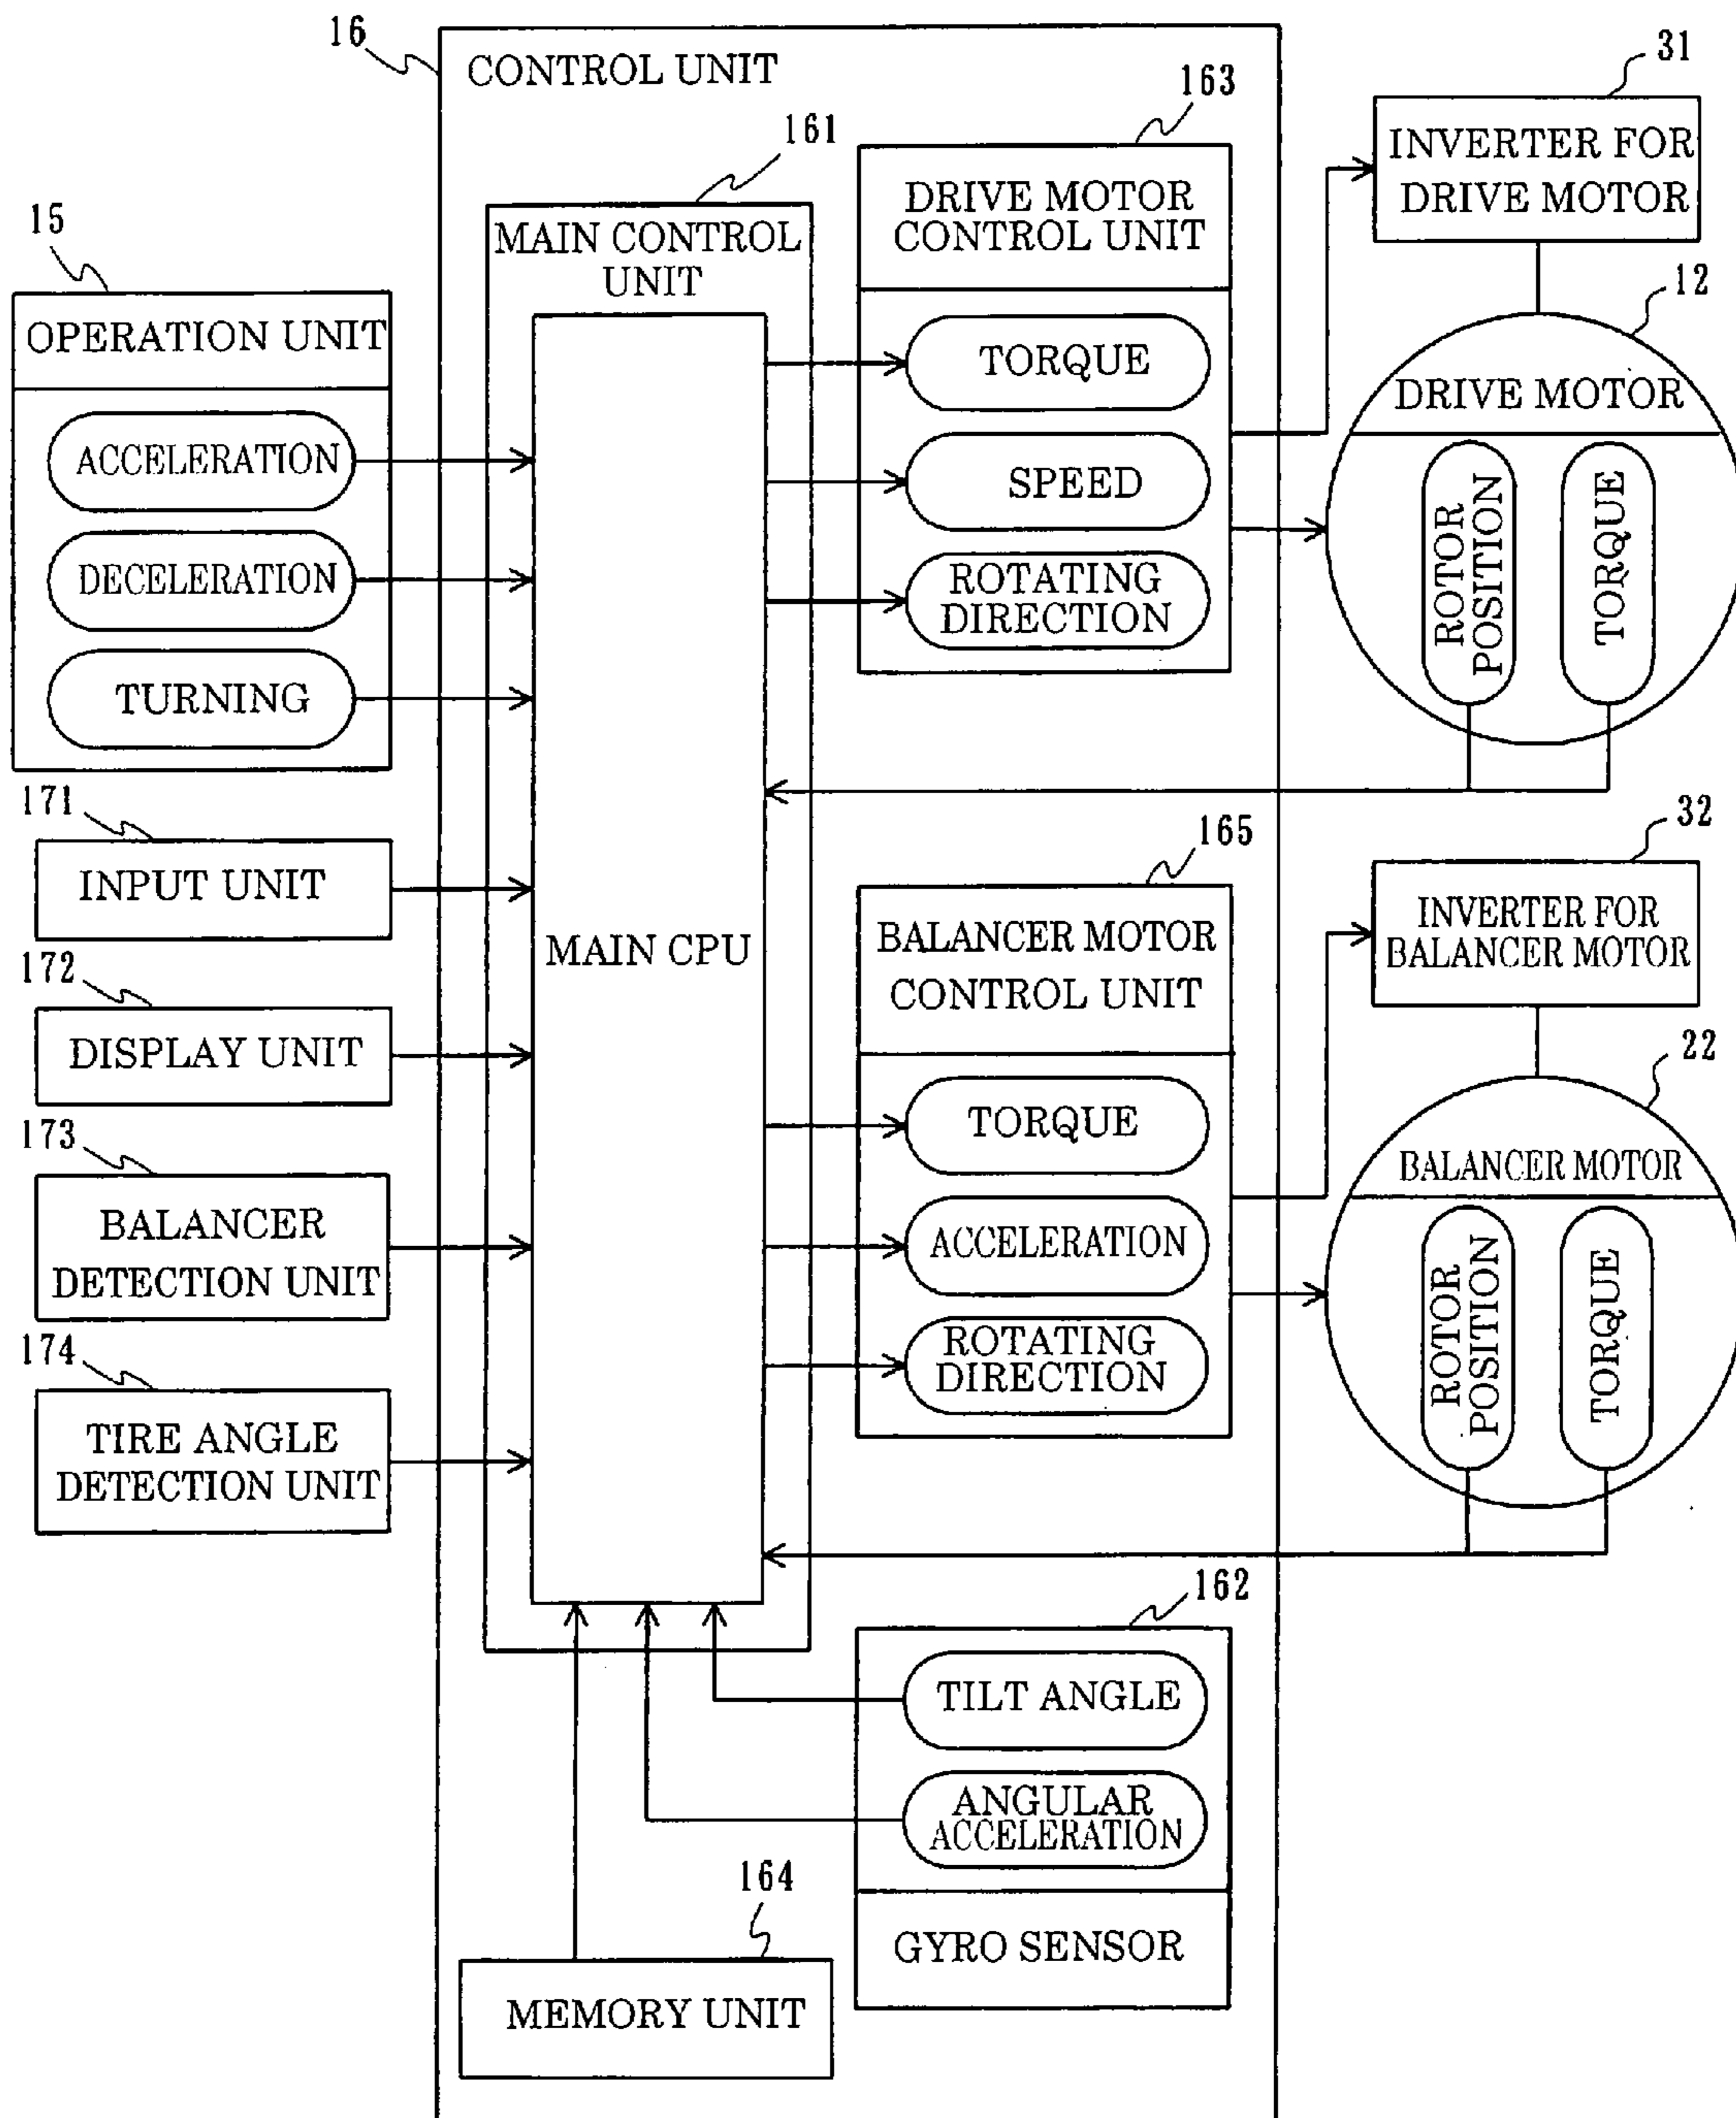 16
CONTROL UNIT
31
INVERTER FOR
DRIVE MOTOR
163
DRIVE MOTOR
CONTROL UNIT
TORQUE
SPEED
ROTATING
DIRECTION
161
MAIN CONTROL
UNIT
MAIN CPU
15
OPERATION UNIT
ACCELERATION
DECELERATION
TURNING
12
DRIVE MOTOR
ROTOR
POSITION
TORQUE
171
INPUT UNIT
172
DISPLAY UNIT
173
BALANCER
DETECTION UNIT
174
TIRE ANGLE
DETECTION UNIT
165
BALANCER MOTOR
CONTROL UNIT
TORQUE
ACCELERATION
ROTATING
DIRECTION
32
INVERTER FOR
BALANCER MOTOR
22
BALANCER MOTOR
ROTOR
POSITION
TORQUE
162
TILT ANGLE
ANGULAR
ACCELERATION
GYRO SENSOR
164
MEMORY UNIT